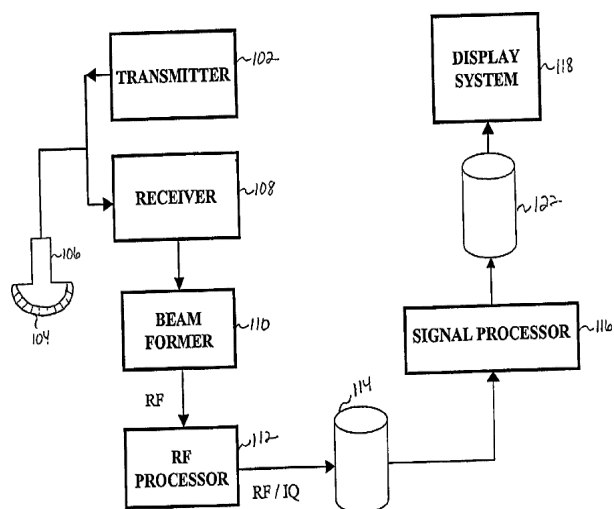 TRANSMITTER
102
DISPLAY
SYSTEM
118
RECEIVER
108
122
106
104
BEAM
FORMER
110
SIGNAL PROCESSOR
116
RF
114
RF
PROCESSOR
112
RF / IQ